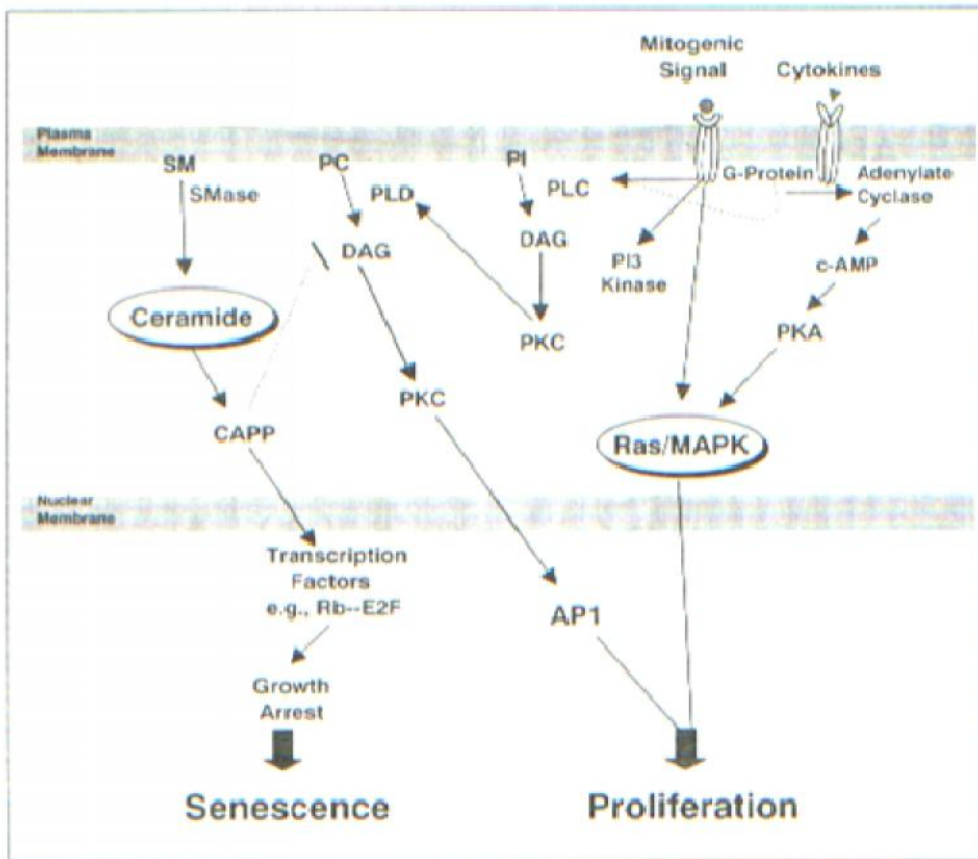 Mitogenic
Signal
Cytokines
Plasma
Membrane
SM
PC
PI
G-Protein
Adenylate
Cyclase
SMase
PLD
PLC
DAG
DAG
PI3
Kinase
c-AMP
Ceramide
PKC
PKA
PKC
CAPP
Ras/MAPK
Nuclear
Membrane
Transcription
Factors
e.g., Rb--E2F
AP1
Growth
Arrest
Senescence
Proliferation